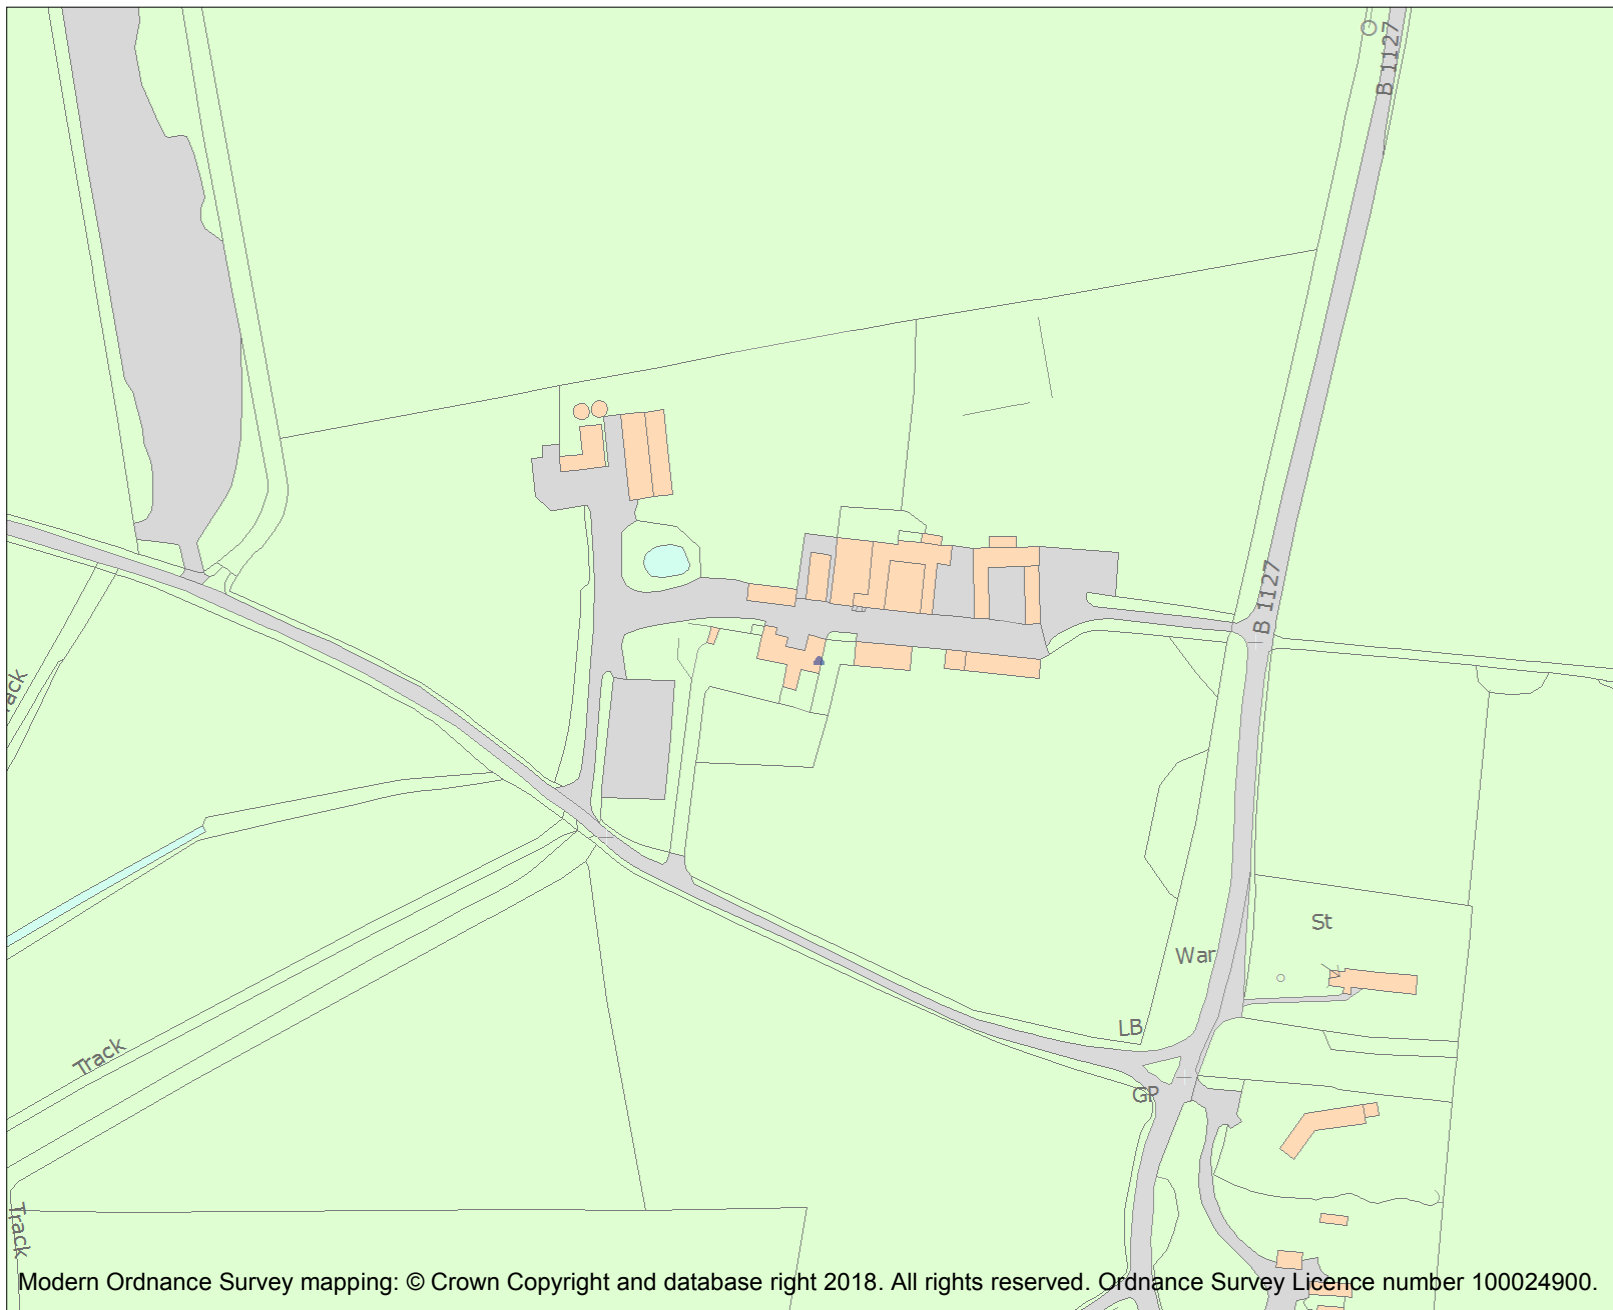 B 1127
B 1127
ack
St
War
LB
Track
GP
Track
Modern Ordnance Survey mapping: © Crown Copyright and database right 2018. All rights reserved. Ordnance Survey Licence number 100024900.